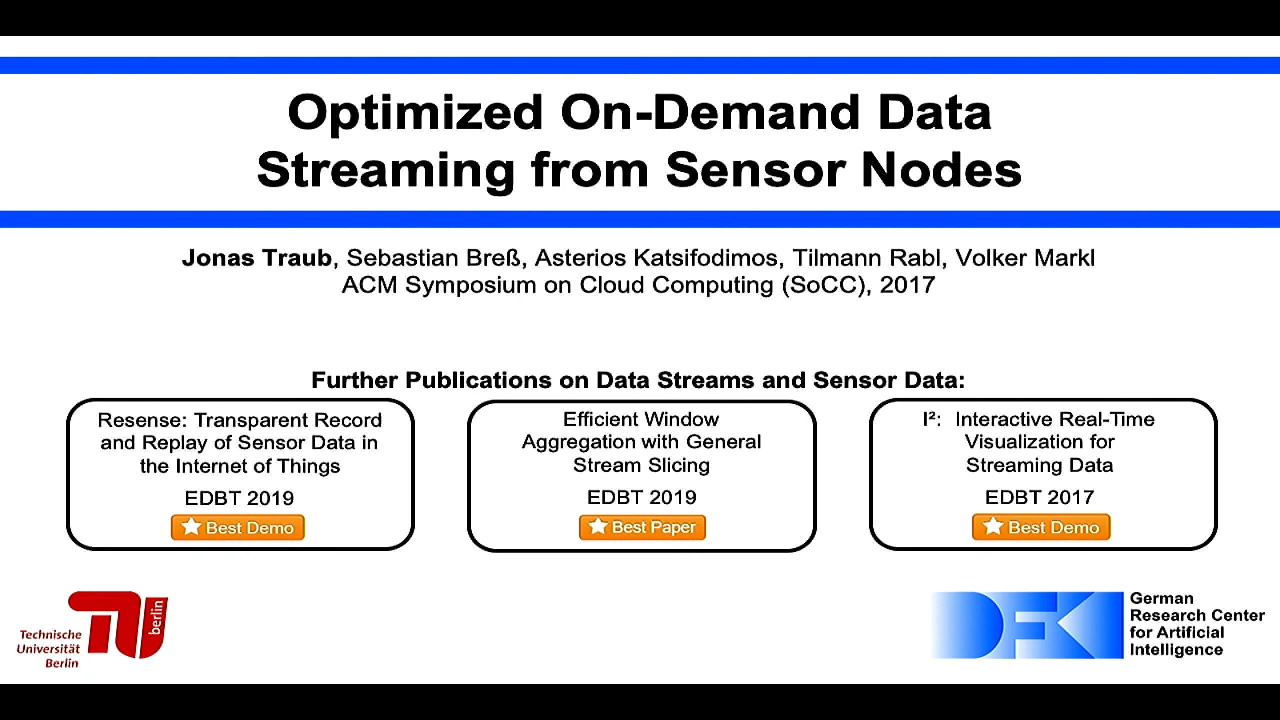 Optimized On-Demand Data
Streaming from Sensor Nodes
Jonas Traub, Sebastian Breß, Asterios Katsifodimos, Tilmann Rabl, Volker Markl
ACM Symposium on Cloud Computing (SoCC), 2017
Further Publications on Data Streams and Sensor Data:
Resense: Transparent Record
and Replay of Sensor Data in
the Internet of Things
EDBT 2019
Best Demo
Efficient Window
Aggregation with General
Stream Slicing
EDBT 2019
Best Paper
I²: Interactive Real-Time
Visualization for
Streaming Data
EDBT 2017
Best Demo
Technische
Universität
Berlin
berlin
DFK
German
Research Center
for Artificial
Intelligence